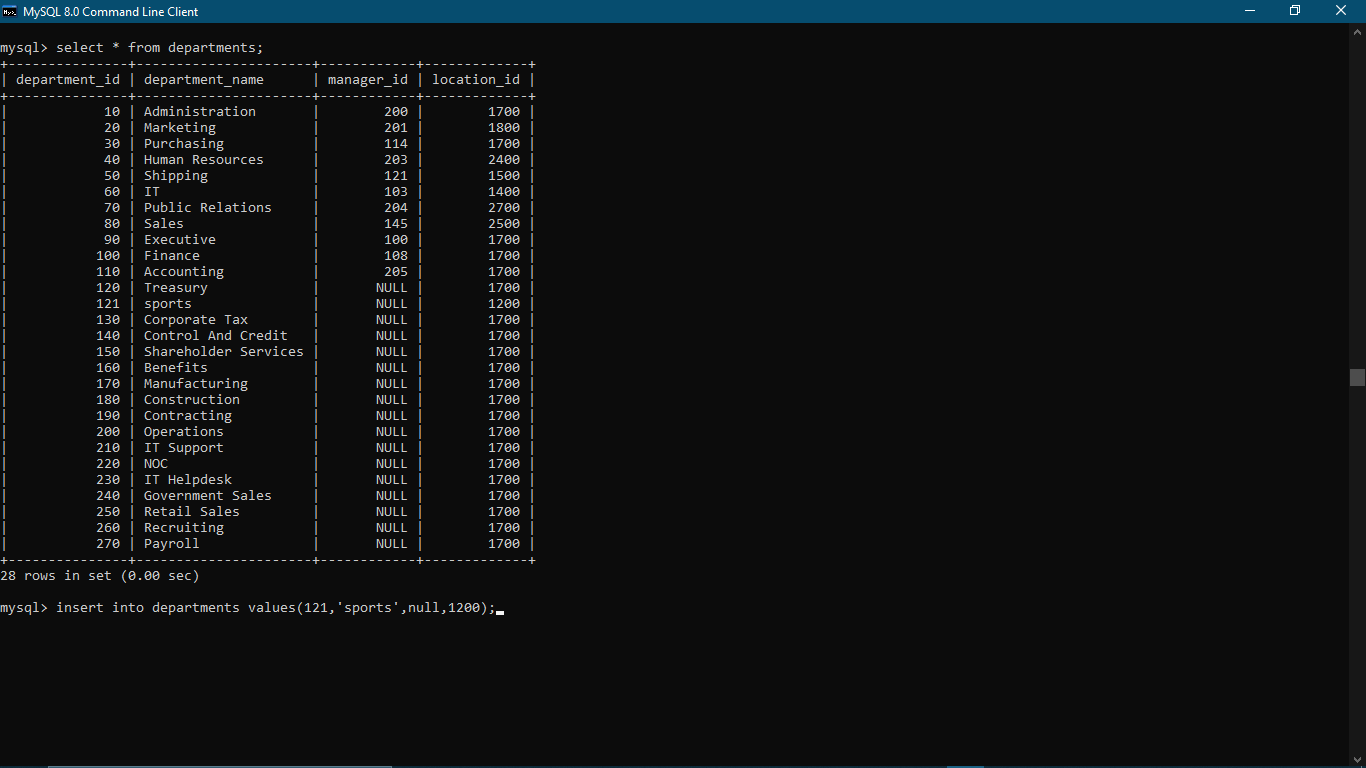 MySQL 8.0 Command Line Client
mysql> select * from departments;
+---------------+----------------------+------------+-------------+
| department_id | department_name      | manager_id | location_id |
+---------------+----------------------+------------+-------------+
|            10 | Administration       |        200 |        1700 |
|            20 | Marketing            |        201 |        1800 |
|            30 | Purchasing           |        114 |        1700 |
|            40 | Human Resources      |        203 |        2400 |
|            50 | Shipping             |        121 |        1500 |
|            60 | IT                   |        103 |        1400 |
|            70 | Public Relations     |        204 |        2700 |
|            80 | Sales                |        145 |        2500 |
|            90 | Executive            |        100 |        1700 |
|           100 | Finance              |        108 |        1700 |
|           110 | Accounting           |        205 |        1700 |
|           120 | Treasury             |       NULL |        1700 |
|           121 | sports               |       NULL |        1200 |
|           130 | Corporate Tax        |       NULL |        1700 |
|           140 | Control And Credit   |       NULL |        1700 |
|           150 | Shareholder Services |       NULL |        1700 |
|           160 | Benefits             |       NULL |        1700 |
|           170 | Manufacturing        |       NULL |        1700 |
|           180 | Construction         |       NULL |        1700 |
|           190 | Contracting          |       NULL |        1700 |
|           200 | Operations           |       NULL |        1700 |
|           210 | IT Support           |       NULL |        1700 |
|           220 | NOC                  |       NULL |        1700 |
|           230 | IT Helpdesk          |       NULL |        1700 |
|           240 | Government Sales     |       NULL |        1700 |
|           250 | Retail Sales         |       NULL |        1700 |
|           260 | Recruiting           |       NULL |        1700 |
|           270 | Payroll              |       NULL |        1700 |
+---------------+----------------------+------------+-------------+
28 rows in set (0.00 sec)
mysql> insert into departments values(121,'sports',null,1200);